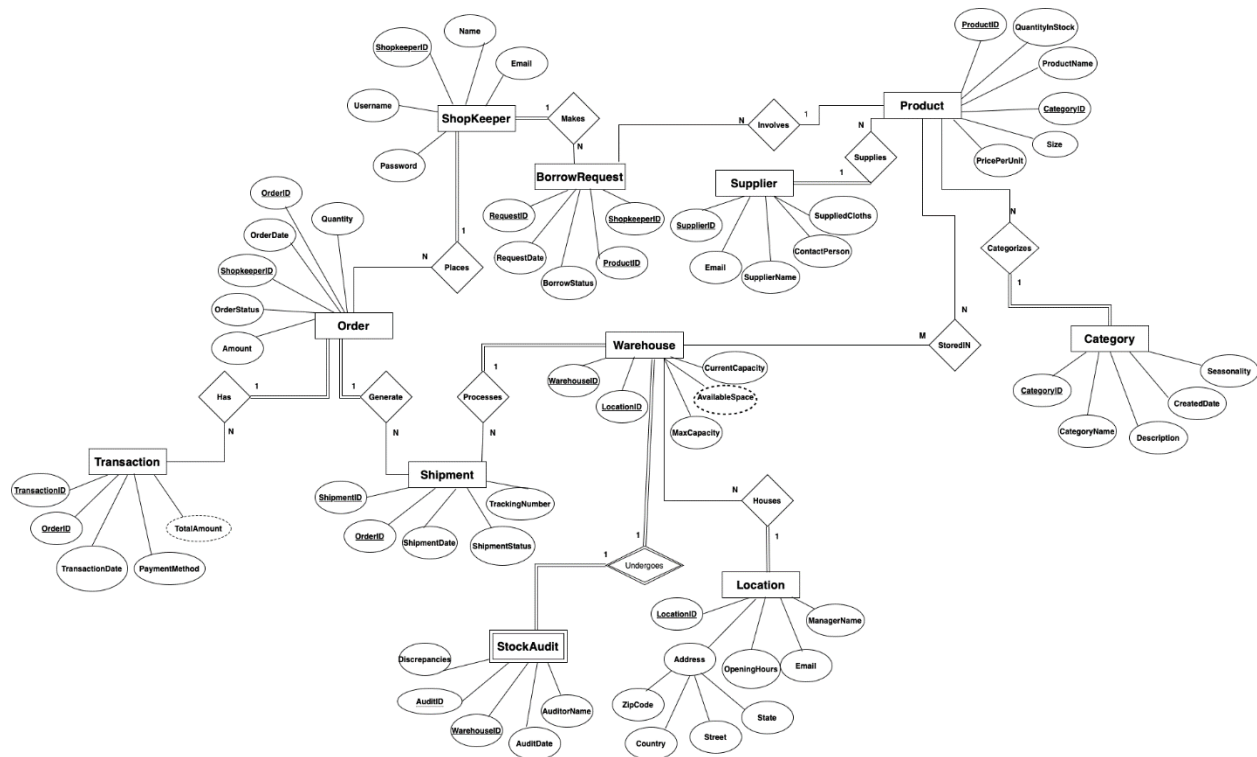 ProductID
QuantityInStock
Name
ShopkeeperID
Email
ProductName
Username
ShopKeeper
1
Makes
N
Involves
1
Product
CategoryID
N
Supplies
Size
PricePerUnit
Password
N
BorrowRequest
1
Supplier
OrderID
Quantity
RequestID
ShopkeeperID
SupplierID
SuppliedCloths
N
OrderDate
1
RequestDate
ContactPerson
Categorizes
ShopkeeperID
N
Places
BorrowStatus
ProductID
Email
SupplierName
1
OrderStatus
Order
N
Amount
Warehouse
M
StoredIN
Category
1
CurrentCapacity
Seasonality
Has
1
1
Generate
Processes
WarehouseID
CategoryID
LocationID
AvailableSpace
CreatedDate
N
N
N
MaxCapacity
CategoryName
Description
Transaction
Shipment
TransactionID
ShipmentID
TrackingNumber
N
Houses
OrderID
TotalAmount
OrderID
ShipmentDate
ShipmentStatus
1
1
1
TransactionDate
PaymentMethod
Undergoes
Location
LocationID
ManagerName
StockAudit
Discrepancies
Address
OpeningHours
Email
AuditID
AuditorName
ZipCode
State
WarehouseID
AuditDate
Country
Street